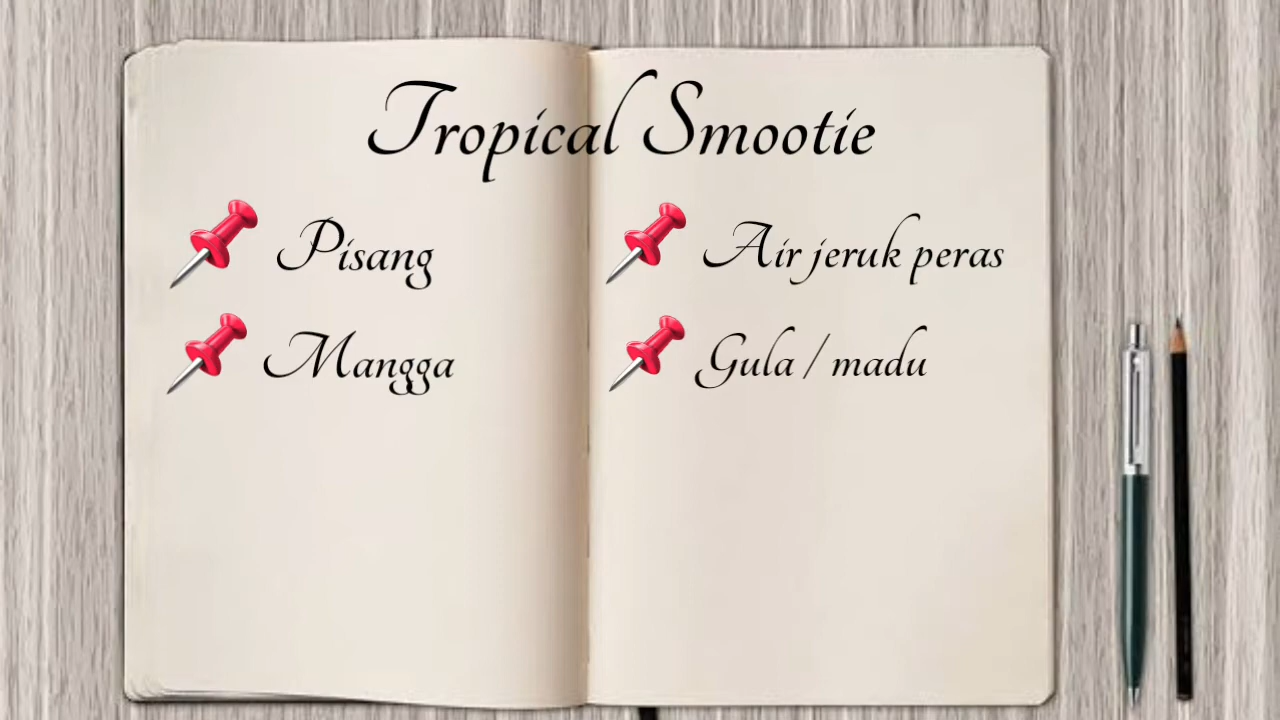 Tropical Smootie
Pisang
Mangga
Air jeruk peras
Gula / madu